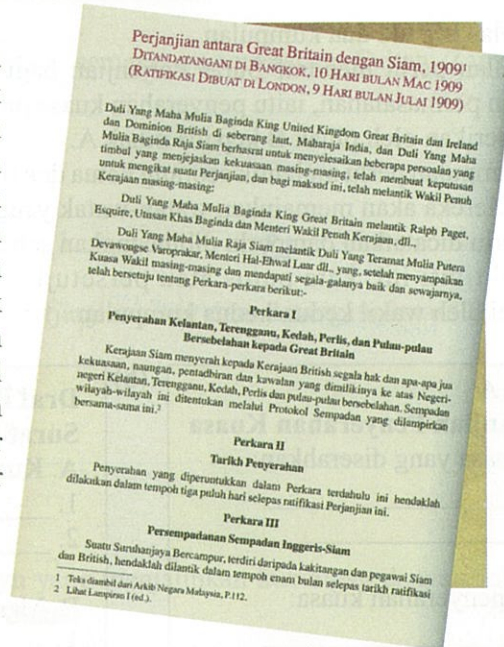 Perjanjian antara Great Britain dengan Siam, 1909¹
DITANDATANGANI DI BANGKOK, 10 HARI BULAN MAC 1909
(RATIFIKASI DIBUAT DI LONDON, 9 HARI BULAN JULAI 1909)
Duli Yang Maha Mulia Baginda King United Kingdom Great Britain dan Ireland
dan Dominion British di seberang laut, Maharaja India, dan Duli Yang Maha
Mulia Baginda Raja Siam berhasrat untuk menyelesaikan beberapa persoalan yang
timbul yang menjejaskan kekuasaan masing-masing, telah membuat keputusan
untuk mengikat suatu Perjanjian, dan bagi maksud ini, telah melantik Wakil Penuh
Kerajaan masing-masing:
Duli Yang Maha Mulia Baginda King Great Britain melantik Ralph Paget,
Esquire, Utusan Khas Baginda dan Menteri Wakil Penuh Kerajaan, dll.,
Duli Yang Maha Mulia Raja Siam melantik Duli Yang Teramat Mulia Putera
Devawongse Varoprakar, Menteri Hal-Ehwal Luar dll., yang, setelah menyampaikan
Kuasa Wakil masing-masing dan mendapati segala-galanya baik dan sewajarnya,
telah bersetuju tentang Perkara-perkara berikut:-
Perkara I
Penyerahan Kelantan, Terengganu, Kedah, Perlis, dan Pulau-pulau
Bersebelahan kepada Great Britain
Kerajaan Siam menyerah kepada Kerajaan British segala hak dan apa-apa jua
kekuasaan, naungan, pentadbiran dan kawalan yang dimilikinya ke atas Negeri-
negeri Kelantan, Terengganu, Kedah, Perlis dan pulau-pulau bersebelahan. Sempadan
wilayah-wilayah ini ditentukan melalui Protokol Sempadan yang dilampirkan
bersama-sama ini.²
Perkara II
Tarikh Penyerahan
Penyerahan yang diperuntukkan dalam Perkara terdahulu ini hendaklah
dilakukan dalam tempoh tiga puluh hari selepas ratifikasi Perjanjian ini.
Perkara III
Persempadanan Sempadan Inggeris-Siam
Suatu Suruhanjaya Bercampur, terdiri daripada kakitangan dan pegawai Siam
dan British, hendaklah dilantik dalam tempoh enam bulan selepas tarikh ratifikasi
1 Teks diambil dari Arkib Negara Malaysia, P.112.
2 Lihat Lampiran I (ed.).